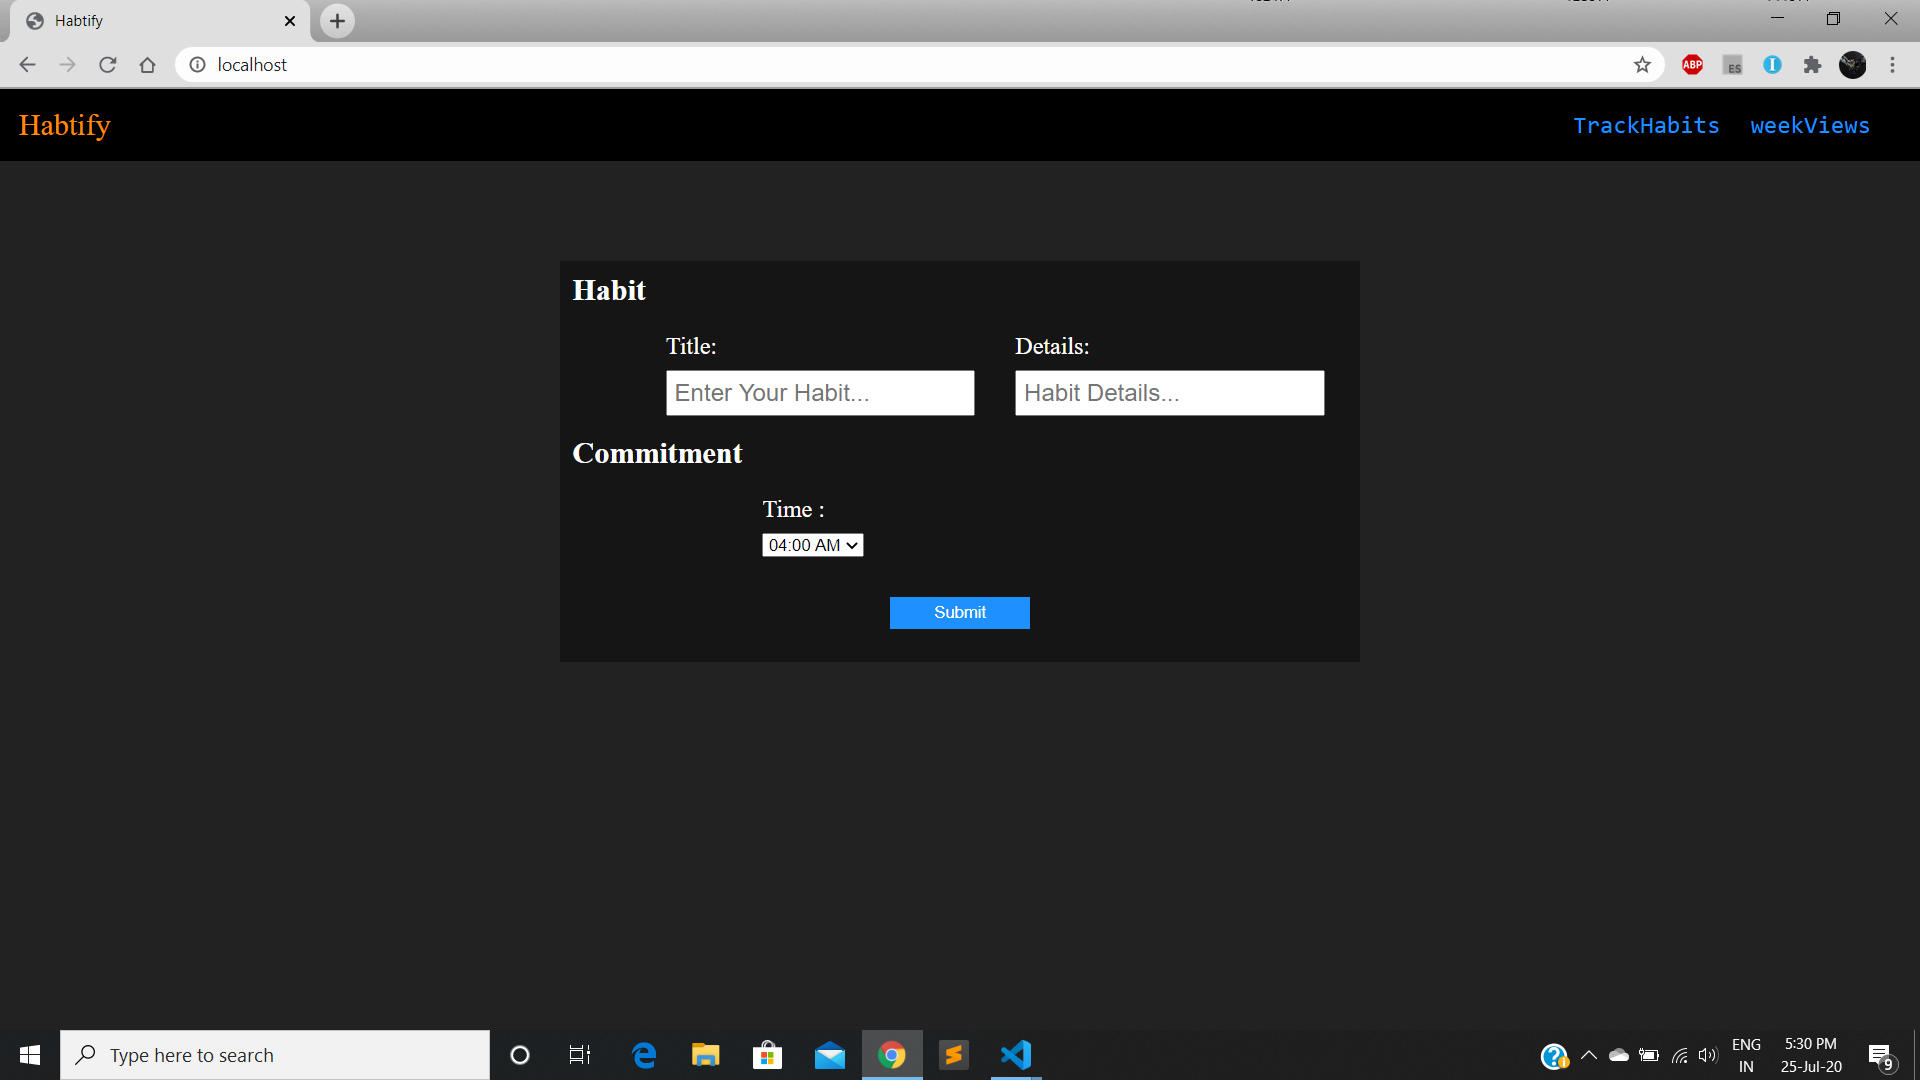 Habtify
localhost
ABP
ES
Habtify
TrackHabits weekViews
Habit
Title: Details:
Enter Your Habit... Habit Details...
Commitment
Time :
04:00 AM
Submit
Type here to search
ENG
IN
5:30 PM
25-Jul-20
9